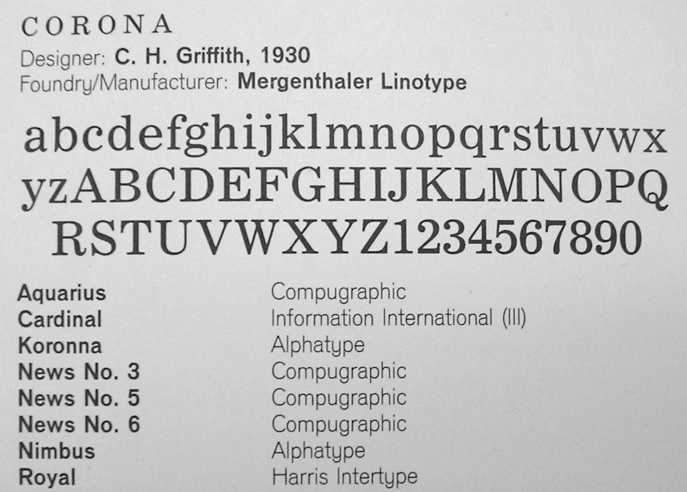 CORONA
Designer: C. H. Griffith, 1930
Foundry/Manufacturer: Mergenthaler Linotype
abcdefghijklmnopqrstuvwx
yzABCDEFGHIJKLMNOPQ
RSTUVWXYZ1234567890
Aquarius Compugraphic
Cardinal Information International (III)
Koronna Alphatype
News No. 3 Compugraphic
News No. 5 Compugraphic
News No. 6 Compugraphic
Nimbus Alphatype
Royal Harris Intertype